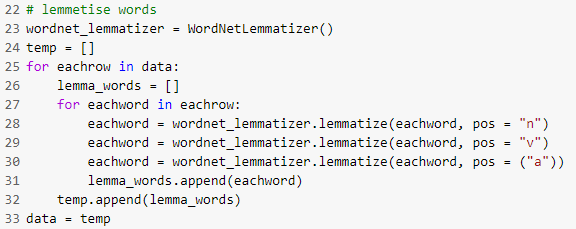 22 # lemmetise words
23 wordnet_lemmatizer = WordNetLemmatizer()
24 temp = []
25 for eachrow in data:
26     lemma_words = []
27     for eachword in eachrow:
28         eachword = wordnet_lemmatizer.lemmatize(eachword, pos = "n")
29         eachword = wordnet_lemmatizer.lemmatize(eachword, pos = "v")
30         eachword = wordnet_lemmatizer.lemmatize(eachword, pos = ("a"))
31         lemma_words.append(eachword)
32     temp.append(lemma_words)
33 data = temp